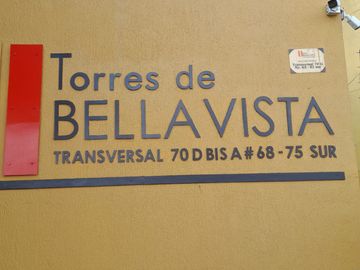 Torres de
BELLAVISTA
TRANSVERSAL 70 D BIS A # 68 - 75 SUR